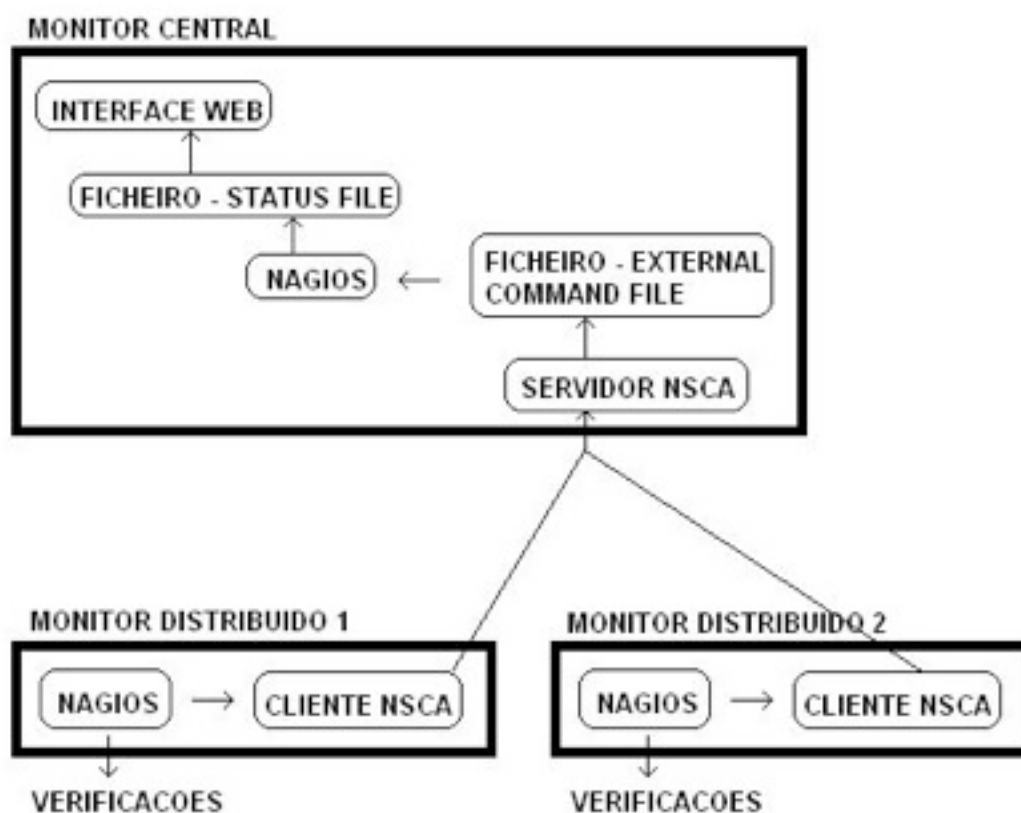 MONITOR CENTRAL
INTERFACE WEB
FICHEIRO - STATUS FILE
NAGIOS
FICHEIRO - EXTERNAL
COMMAND FILE
SERVIDOR NSCA
MONITOR DISTRIBUIDO 1
NAGIOS
CLIENTE NSCA
VERIFICACOES
MONITOR DISTRIBUIDO 2
NAGIOS
CLIENTE NSCA
VERIFICACOES